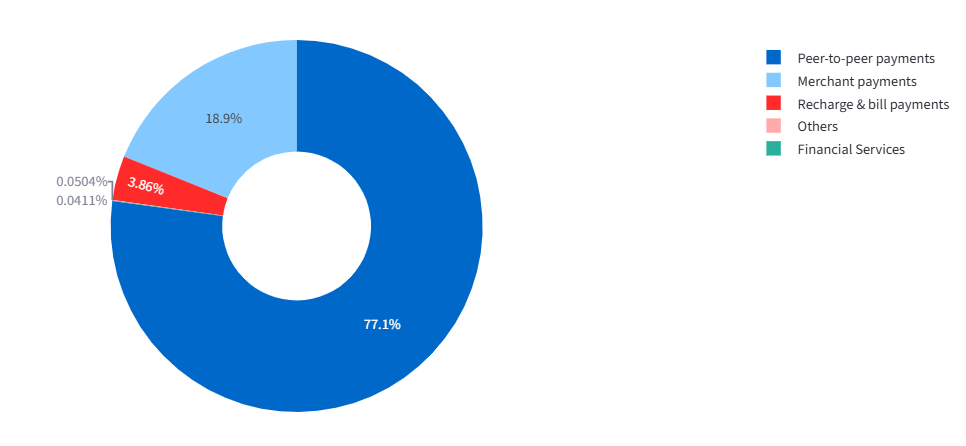 18.9%
0.0504%
3.86%
0.0411%
77.1%
Peer-to-peer payments
Merchant payments
Recharge & bill payments
Others
Financial Services